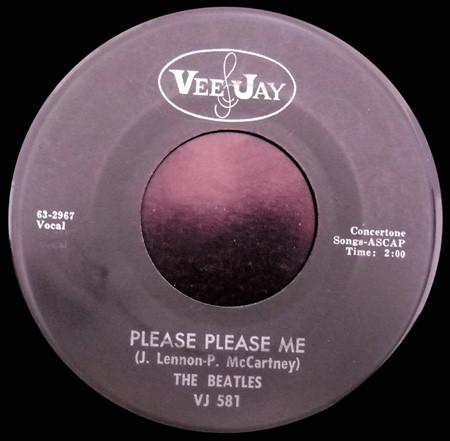 VEE JAY
63-2967
Vocal
Concertone
Songs-ASCAP
Time: 2:00
PLEASE PLEASE ME
(J. Lennon-P. McCartney)
THE BEATLES
VJ 581